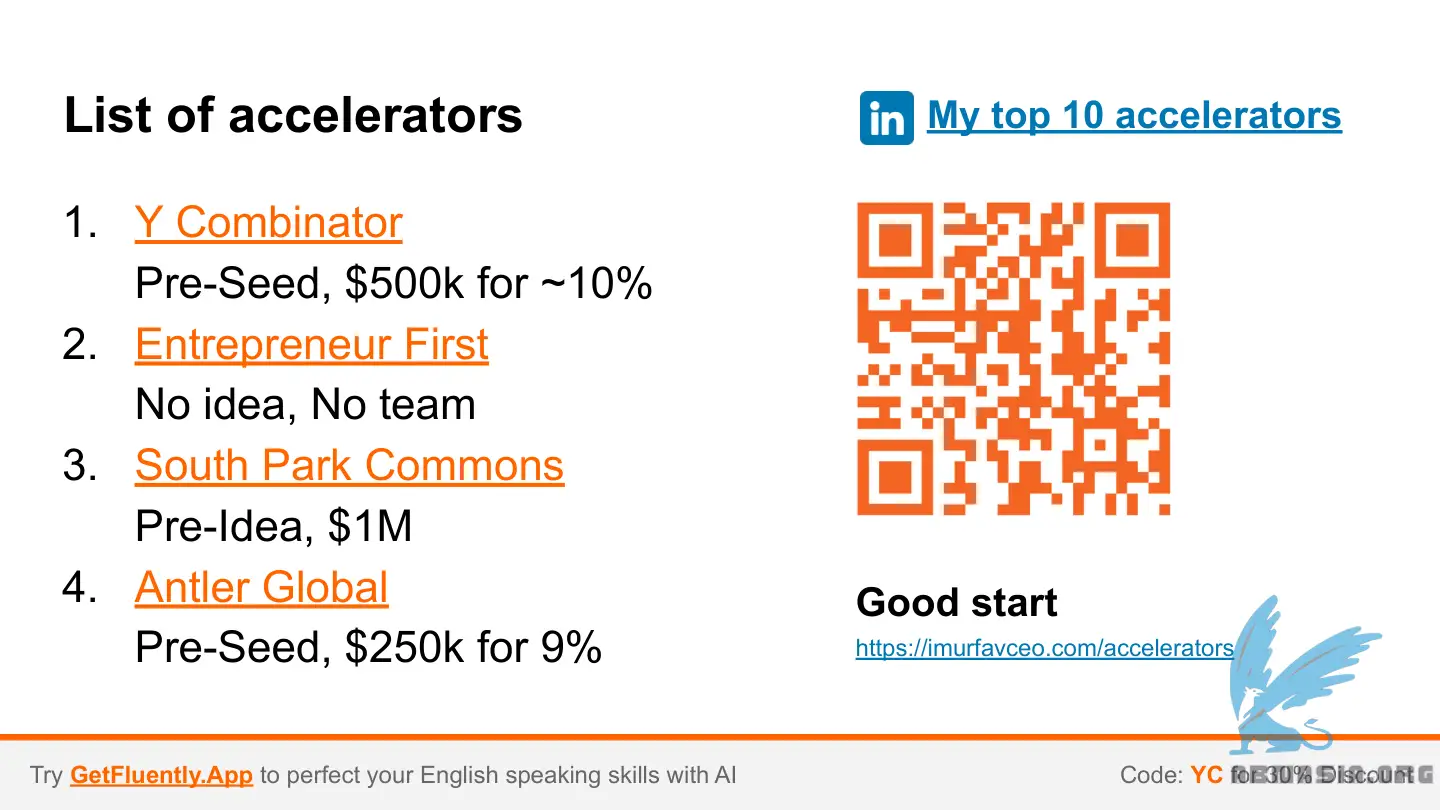 List of accelerators
in My top 10 accelerators
1. Y Combinator
Pre-Seed, $500k for ~10%
2. Entrepreneur First
No idea, No team
3. South Park Commons
Pre-Idea, $1M
4. Antler Global
Pre-Seed, $250k for 9%
Good start
https://imurfavceo.com/accelerators
Try GetFluently.App to perfect your English speaking skills with AI
Code: YC for 30% Discount